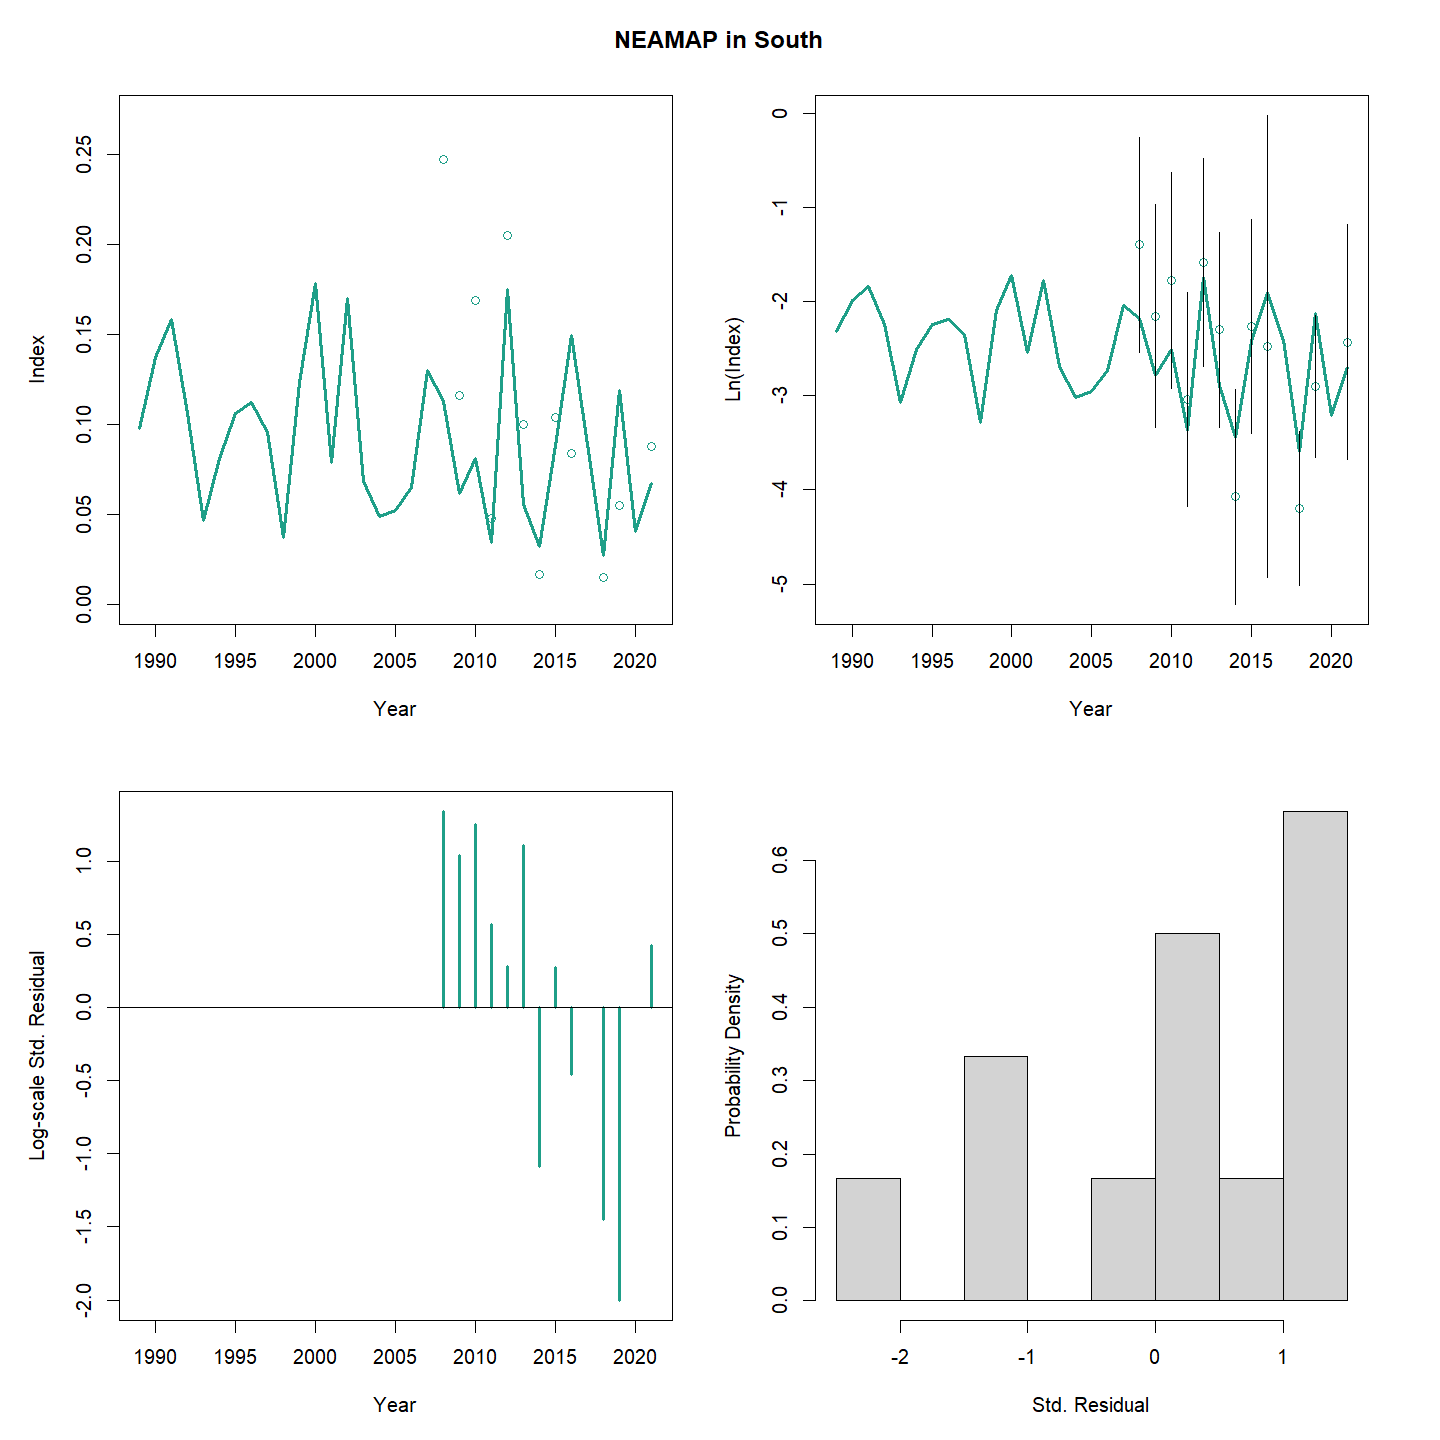 NEAMAP in South
Index
0.25
0.20
0.15
0.10
0.05
0.00
1990 1995 2000 2005 2010 2015 2020
Year
Ln(Index)
0
-1
-2
-3
-4
-5
1990 1995 2000 2005 2010 2015 2020
Year
Log-scale Std. Residual
1.0
0.5
0.0
-0.5
-1.0
-1.5
-2.0
1990 1995 2000 2005 2010 2015 2020
Year
Probability Density
0.6
0.5
0.4
0.3
0.2
0.1
0.0
-2 -1 0 1
Std. Residual